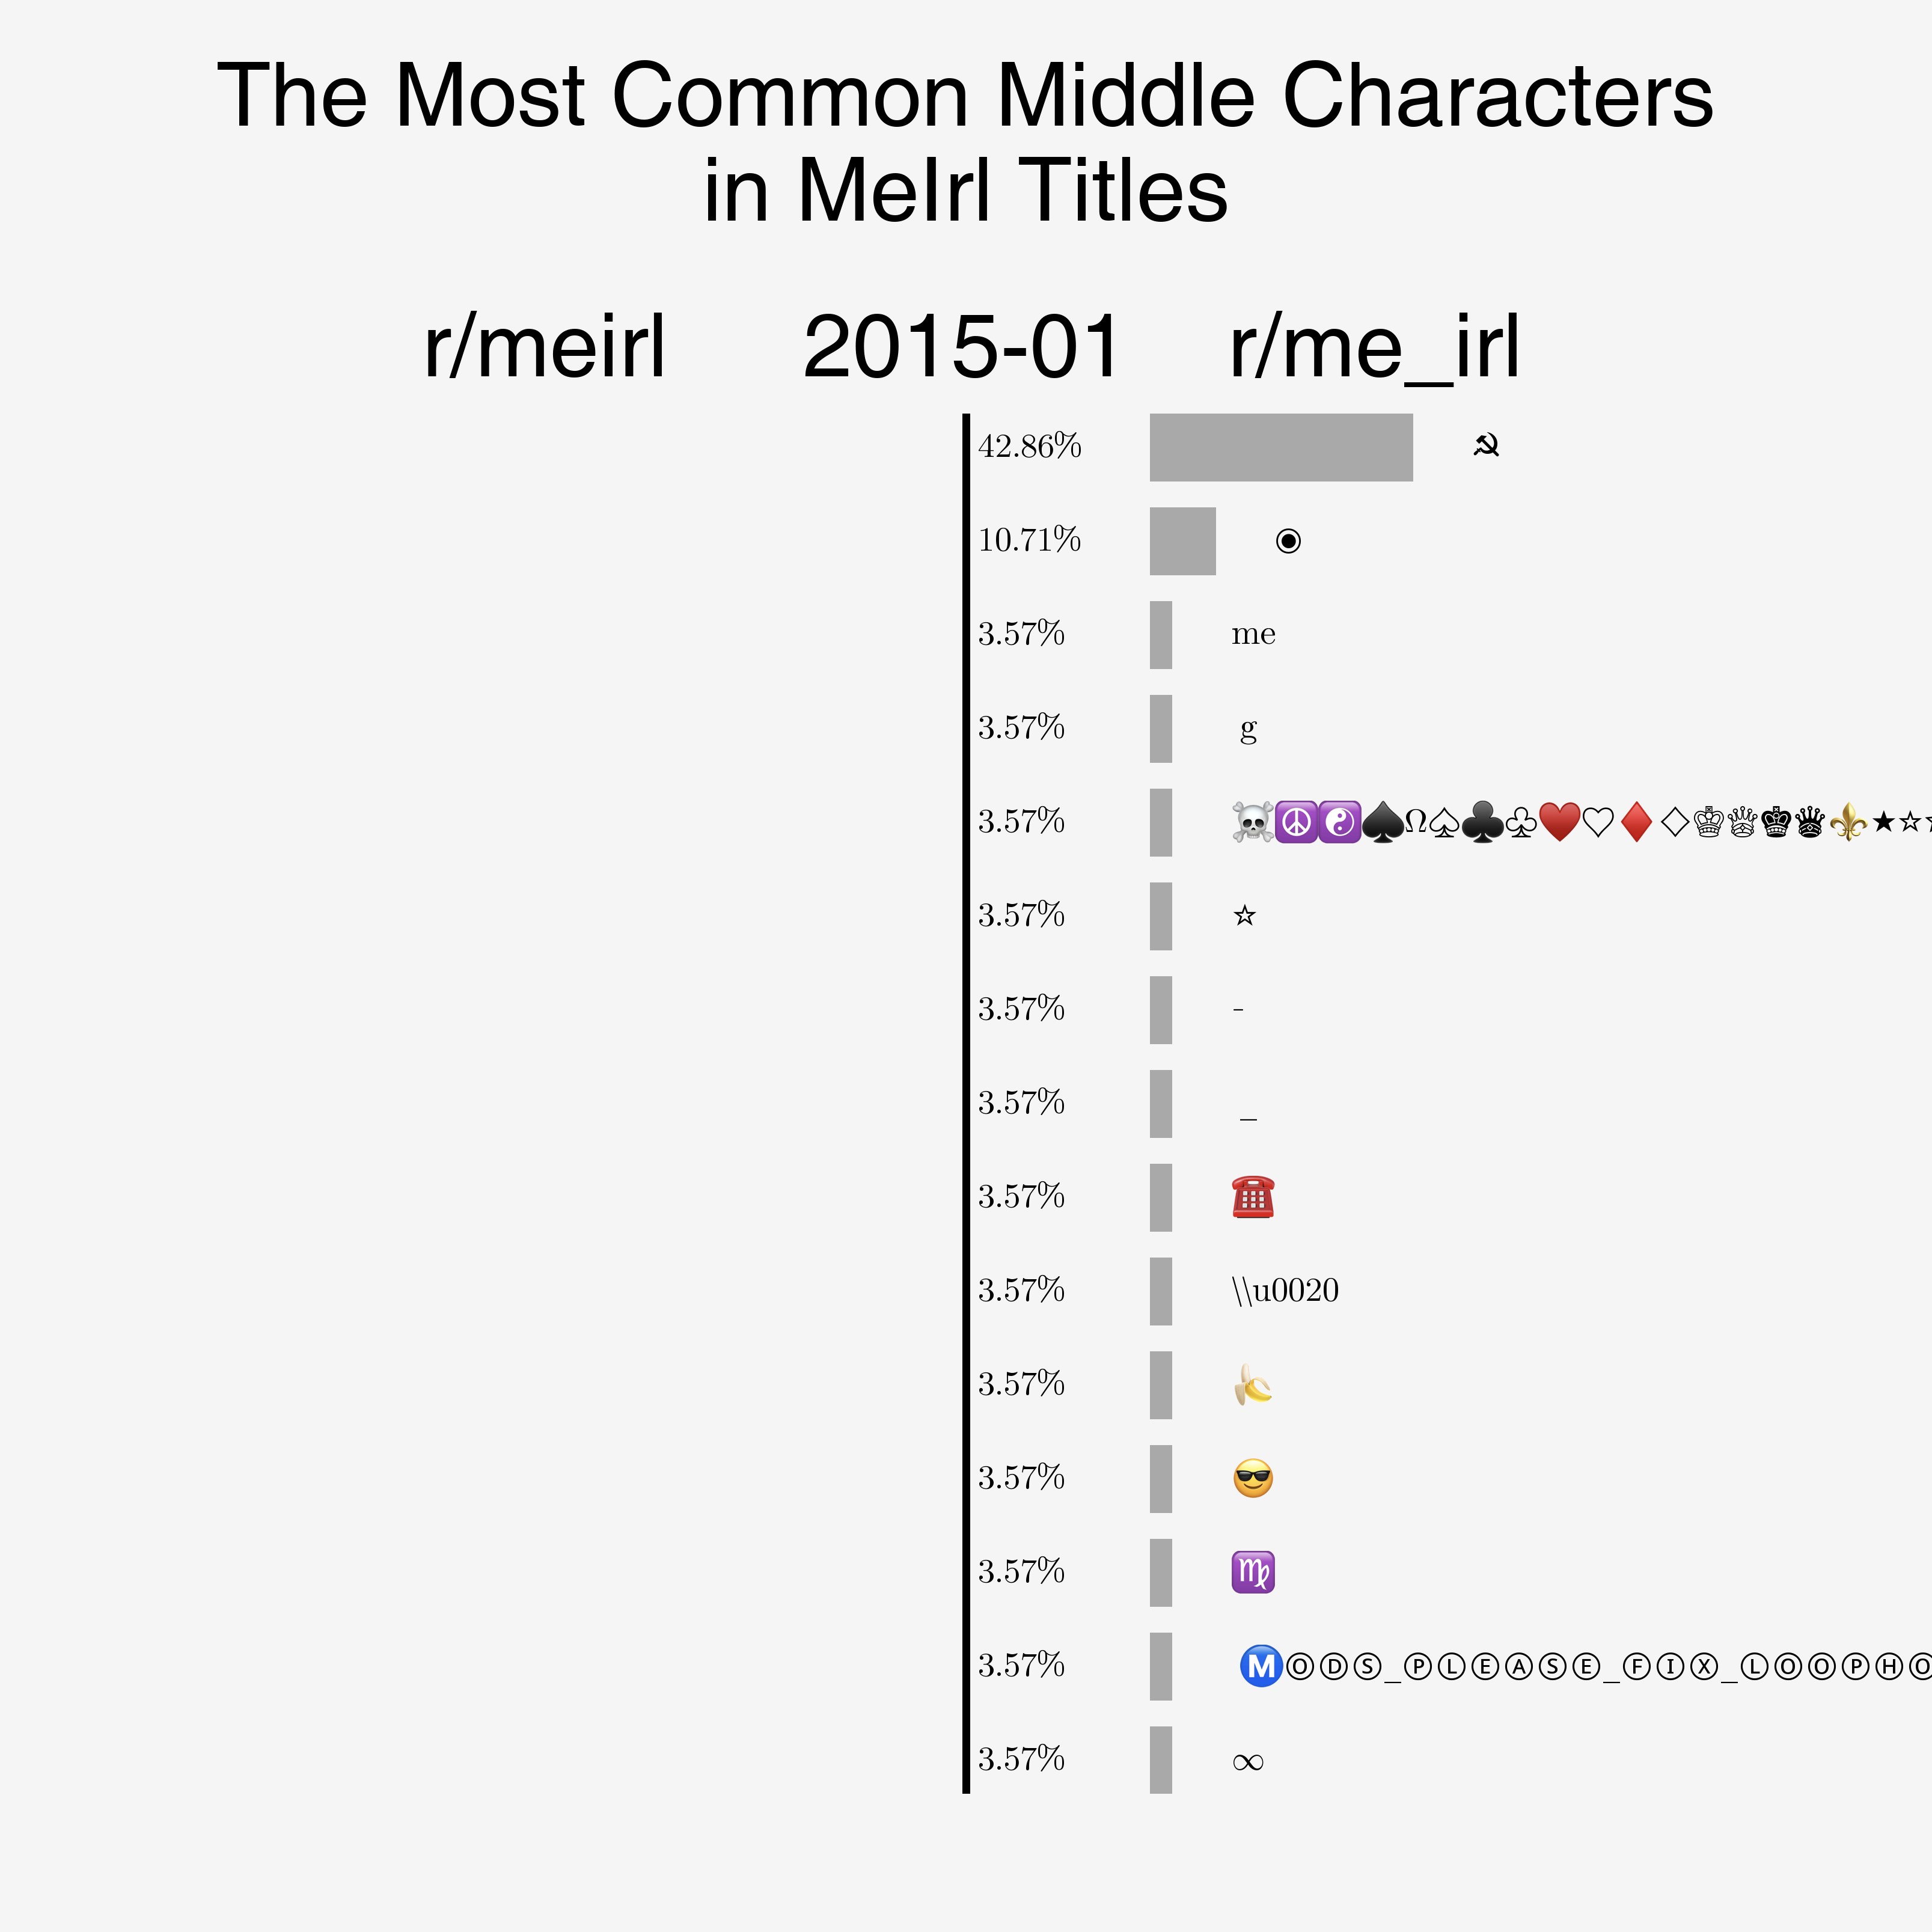 The Most Common Middle Characters
in MeIrl Titles
r/meirl 2015-01 r/me_irl
42.86% ☭
10.71% ◉
3.57% me
3.57% g
3.57% ☠️☮️☯️♠️Ω♤♣️♧♥️♡♦️♢♔♕♚♛⚜️★☆
3.57% ☆
3.57% -
3.57% _
3.57% ☎️
3.57% \\u0020
3.57% 🍌
3.57% 😎
3.57% ♍
3.57% Ⓜ️ⓄⒹⓈ_ⓅⓁⒺⒶⓈⒺ_ⒻⒾⓍ_ⓁⓄⓄⓅⒽⓄ
3.57% ∞